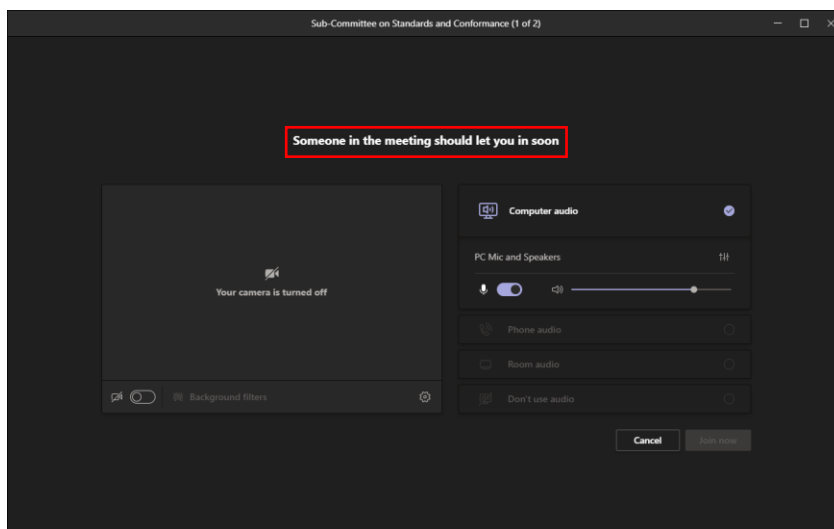 Sub-Committee on Standards and Conformance (1 of 2)
Someone in the meeting should let you in soon
Computer audio
PC Mic and Speakers
Your camera is turned off
Phone audio
Room audio
Background filters
Don't use audio
Cancel
Join now